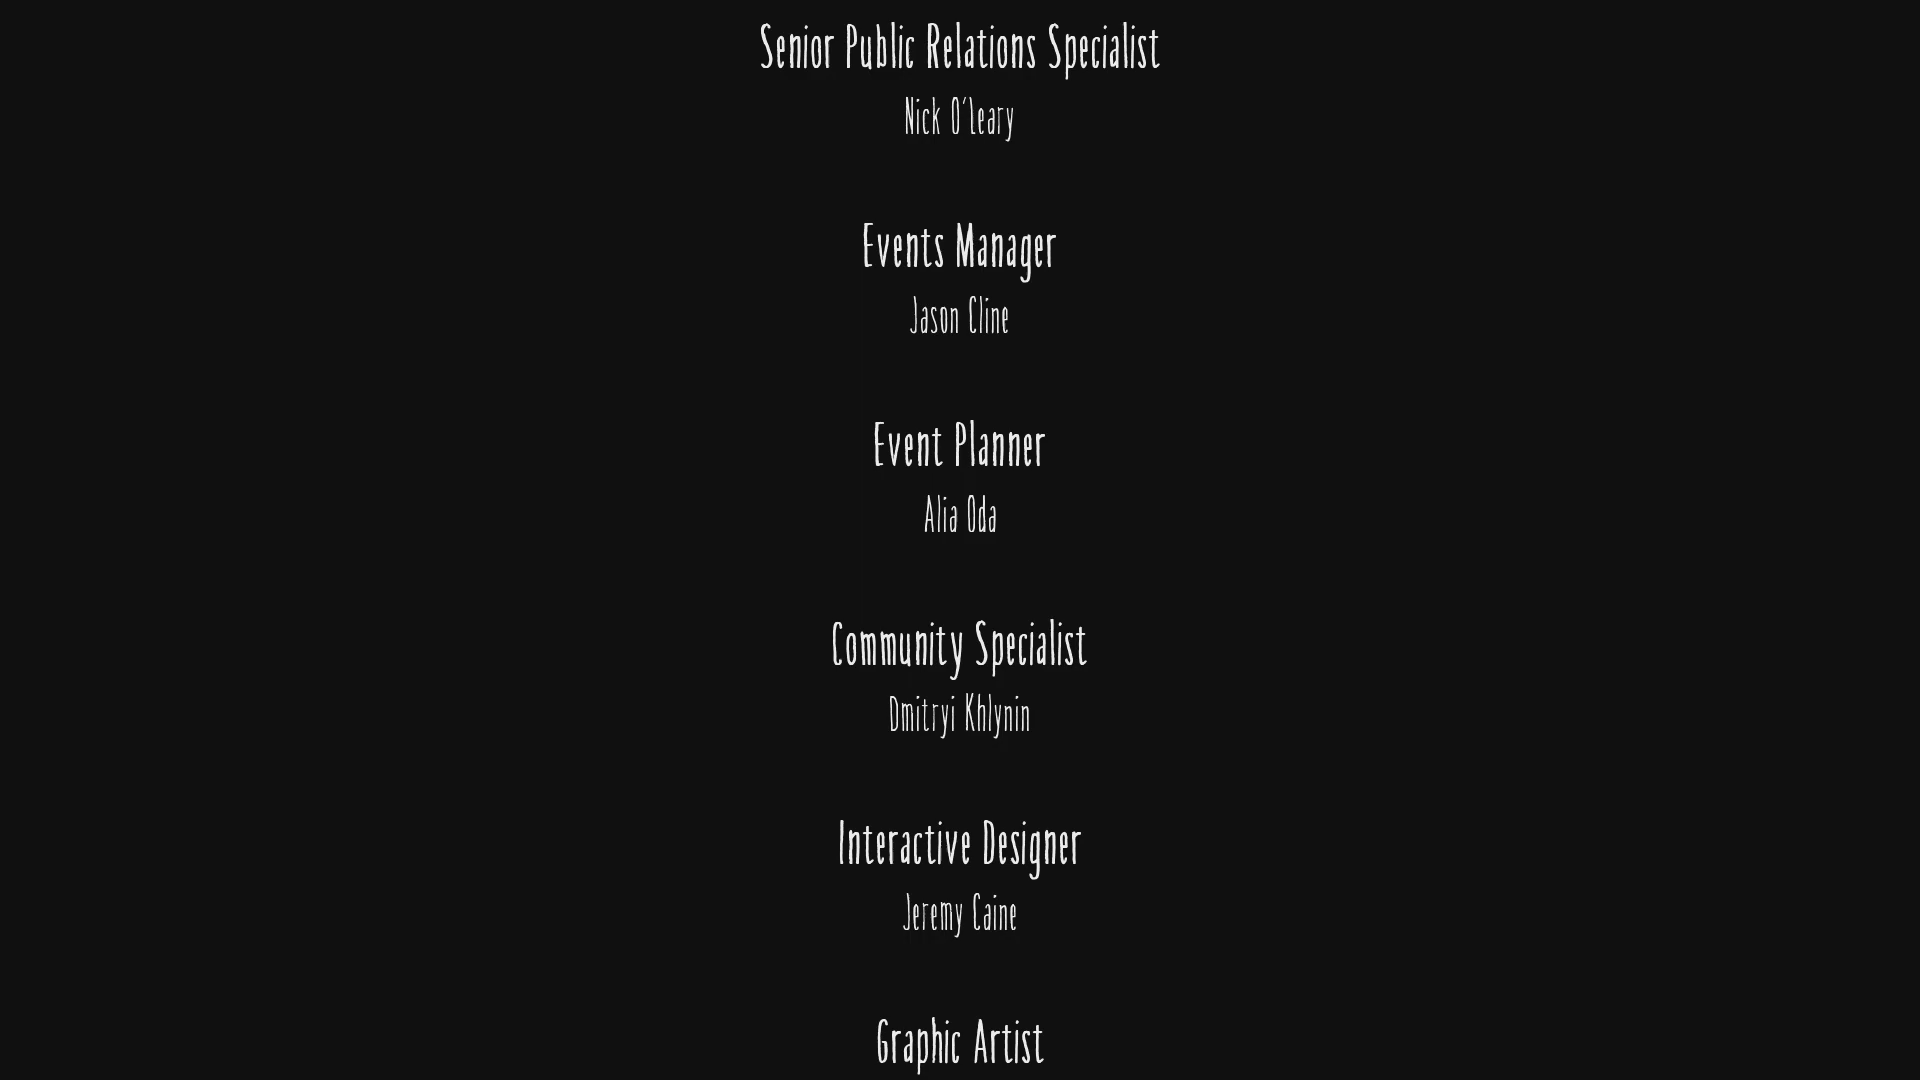 Senior Public Relations Specialist
Nick O'Leary
Events Manager
Jason Cline
Event Planner
Alia Oda
Community Specialist
Dmitryi Khlynin
Interactive Designer
Jeremy Caine
Graphic Artist